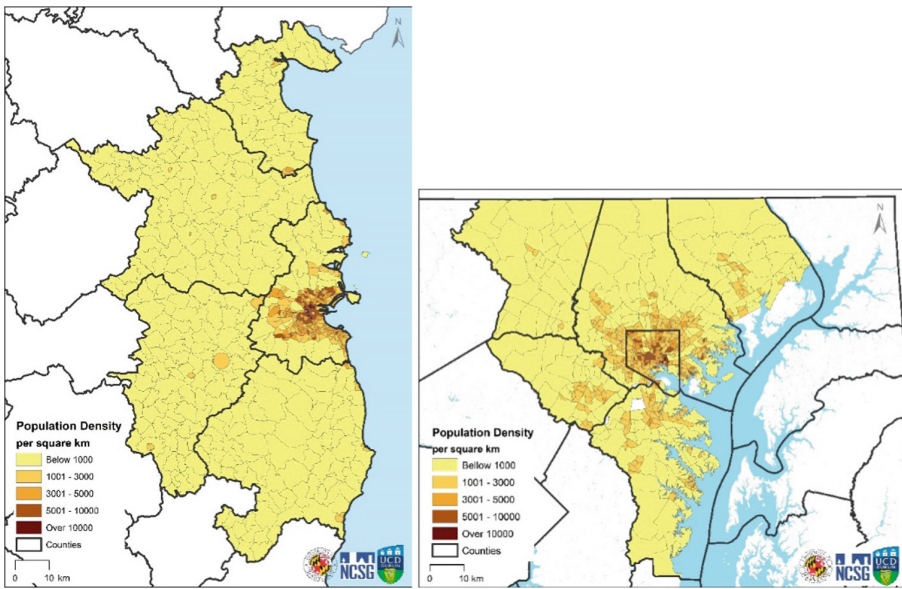 N
Population Density
per square km
Below 1000
1001 - 3000
3001 - 5000
5001 - 10000
Over 10000
Counties
0 10 km
NCSG
UCD
DUBLIN
N
Population Density
per square km
Bellow 1000
1001 - 3000
3001 - 5000
5001 - 10000
Over 10000
Counties
0 10 km
NCSG
UCD
DUBLIN